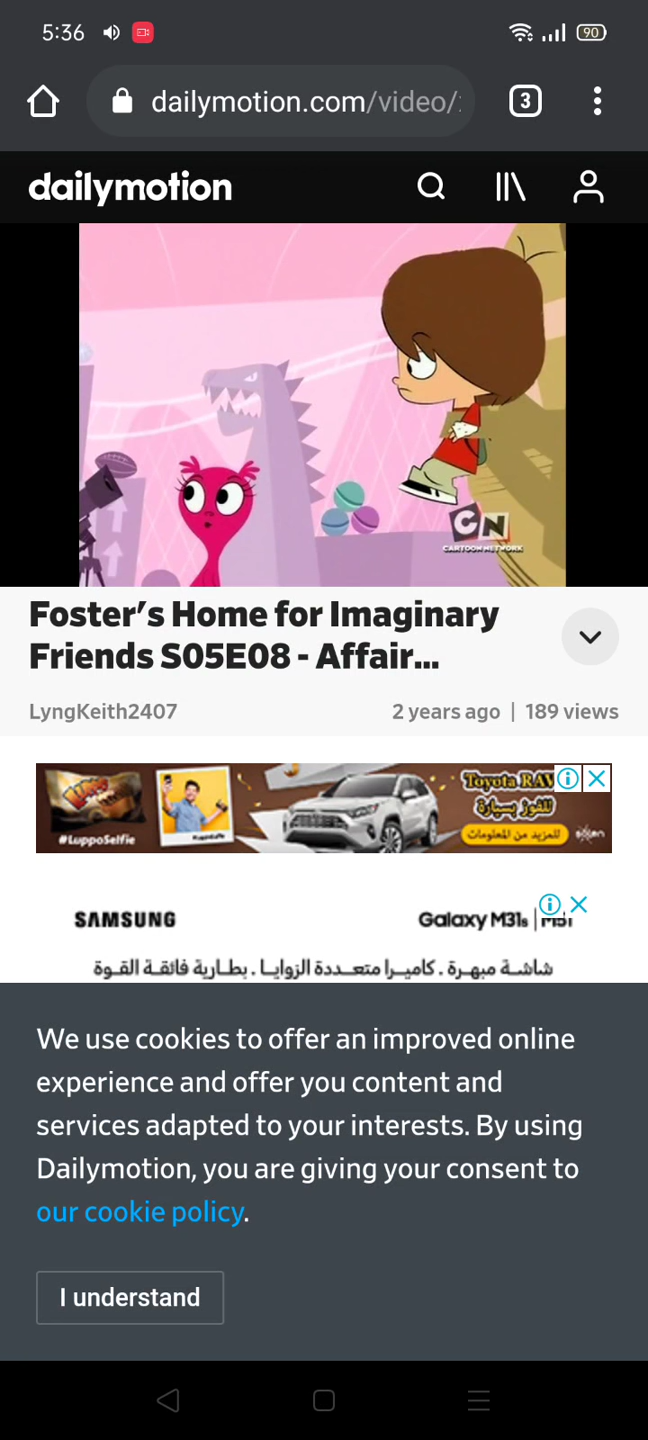 5:36
90
dailymotion.com/video/
3
dailymotion
CN
CARTOON NETWORK
Foster's Home for Imaginary
Friends S05E08 - Affair...
LyngKeith2407
2 years ago | 189 views
Toyota RAV
للفوز بسيارة
للمزيد من المعلومات
#LuppoSelfie
SAMSUNG
Galaxy M31s | M51
شاشة مبهرة . كاميرا متعددة الزوايا . بطارية فائقة القوة
We use cookies to offer an improved online
experience and offer you content and
services adapted to your interests. By using
Dailymotion, you are giving your consent to
our cookie policy.
I understand